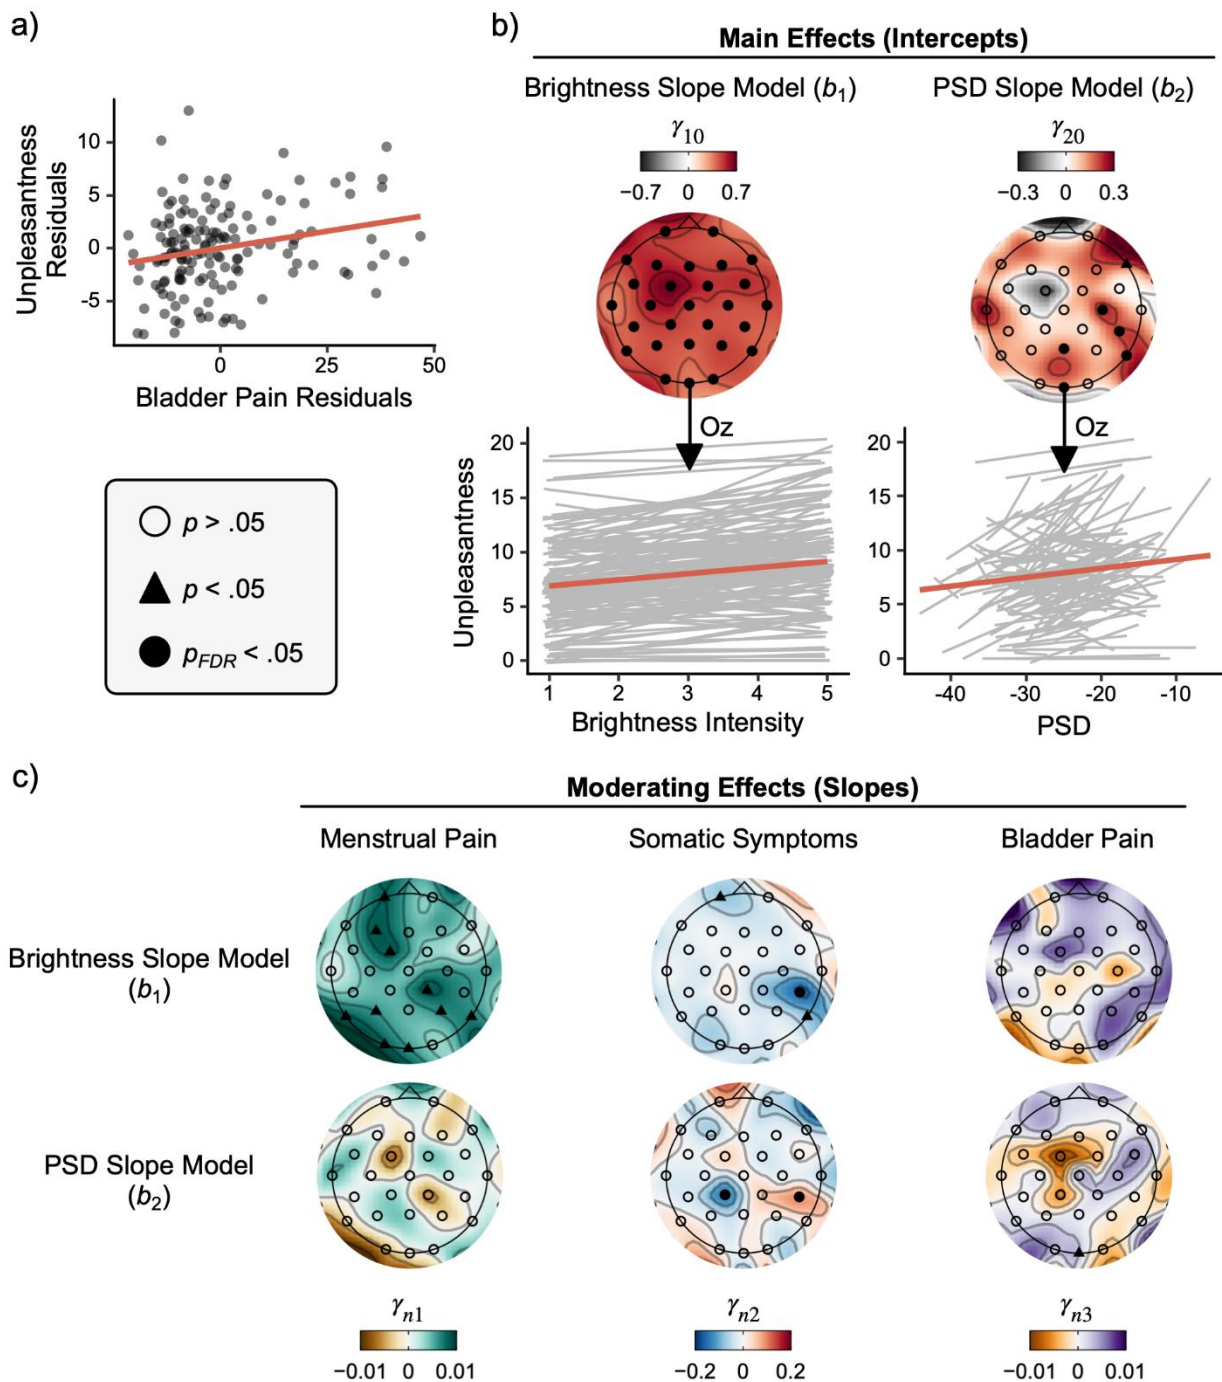 a)
Unpleasantness
Residuals
10
5
0
-5
0
25
50
Bladder Pain Residuals
p > .05
p < .05
pFDR < .05
b)
Main Effects (Intercepts)
Brightness Slope Model (b1)
PSD Slope Model (b2)
γ10
γ20
−0.7 0 0.7
−0.3 0 0.3
Oz
Oz
Unpleasantness
20
15
10
5
0
1 2 3 4 5
Brightness Intensity
20
15
10
5
0
-40 -30 -20 -10
PSD
c)
Moderating Effects (Slopes)
Menstrual Pain
Somatic Symptoms
Bladder Pain
Brightness Slope Model
(b1)
PSD Slope Model
(b2)
γn1
γn2
γn3
−0.01 0 0.01
−0.2 0 0.2
−0.01 0 0.01